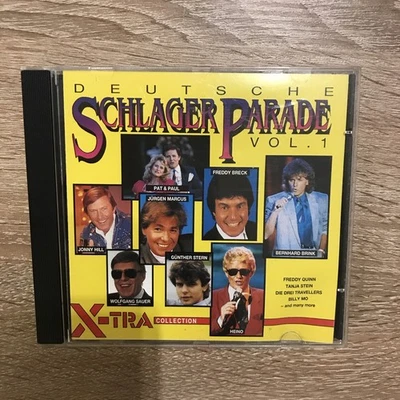 DEUTSCHE
SCHLAGER PARADE
VOL. 1
PAT & PAUL
FREDDY BRECK
JÜRGEN MARCUS
JONNY HILL
BERNHARD BRINK
GÜNTHER STERN
WOLFGANG SAUER
HEINO
FREDDY QUINN
TANJA STEIN
DIE DREI TRAVELLERS
BILLY MO
– and many more
X-TRA COLLECTION